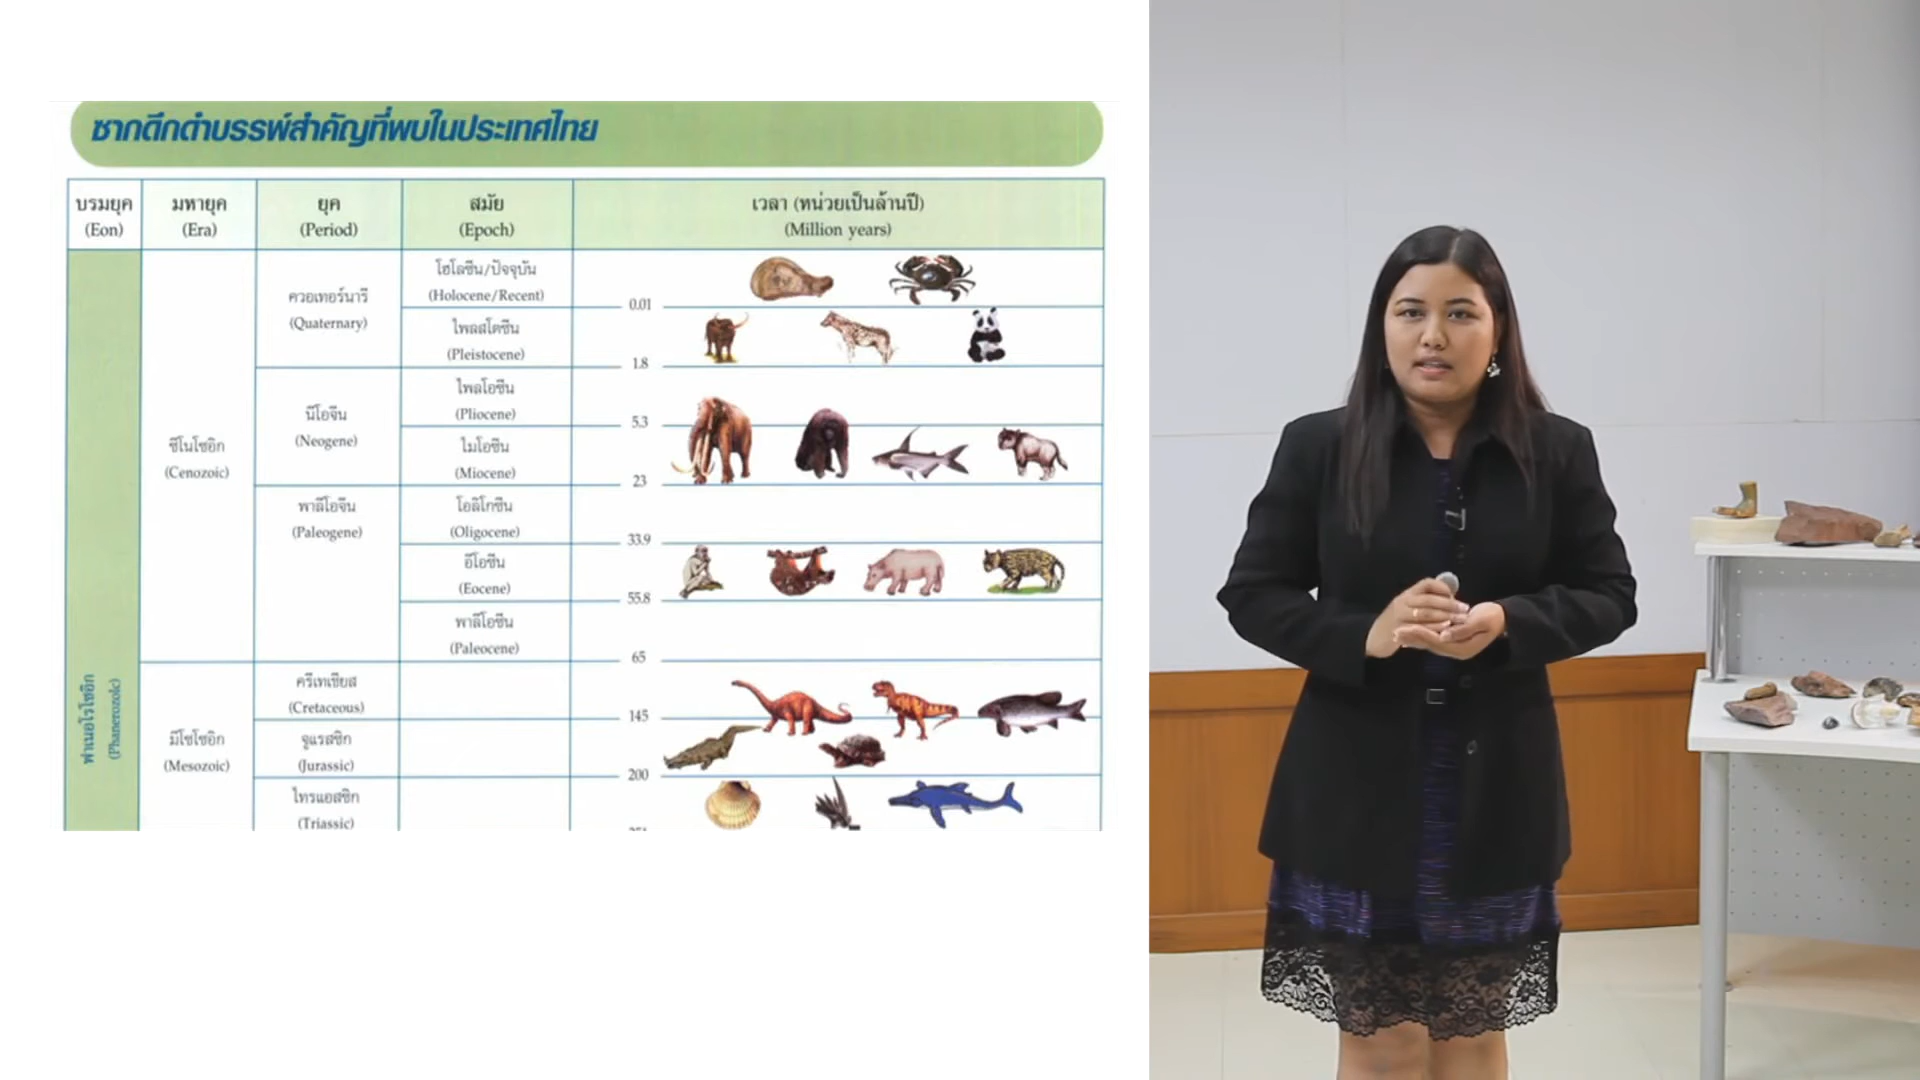 ซากดึกดำบรรพ์สำคัญที่พบในประเทศไทย
บรมยุค
(Eon)
มหายุค
(Era)
ยุค
(Period)
สมัย
(Epoch)
เวลา (หน่วยเป็นล้านปี)
(Million years)
ฟาเนอโรโซอิก
(Phanerozoic)
ซีโนโซอิก
(Cenozoic)
ควอเทอร์นารี
(Quaternary)
โฮโลซีน/ปัจจุบัน
(Holocene/Recent)
0.01
ไพลสโตซีน
(Pleistocene)
1.8
นีโอจีน
(Neogene)
ไพลโอซีน
(Pliocene)
5.3
ไมโอซีน
(Miocene)
23
พาลีโอจีน
(Paleogene)
โอลิโกซีน
(Oligocene)
33.9
อีโอซีน
(Eocene)
55.8
พาลีโอซีน
(Paleocene)
65
มีโซโซอิก
(Mesozoic)
ครีเทเชียส
(Cretaceous)
145
จูแรสซิก
(Jurassic)
200
ไทรแอสซิก
(Triassic)